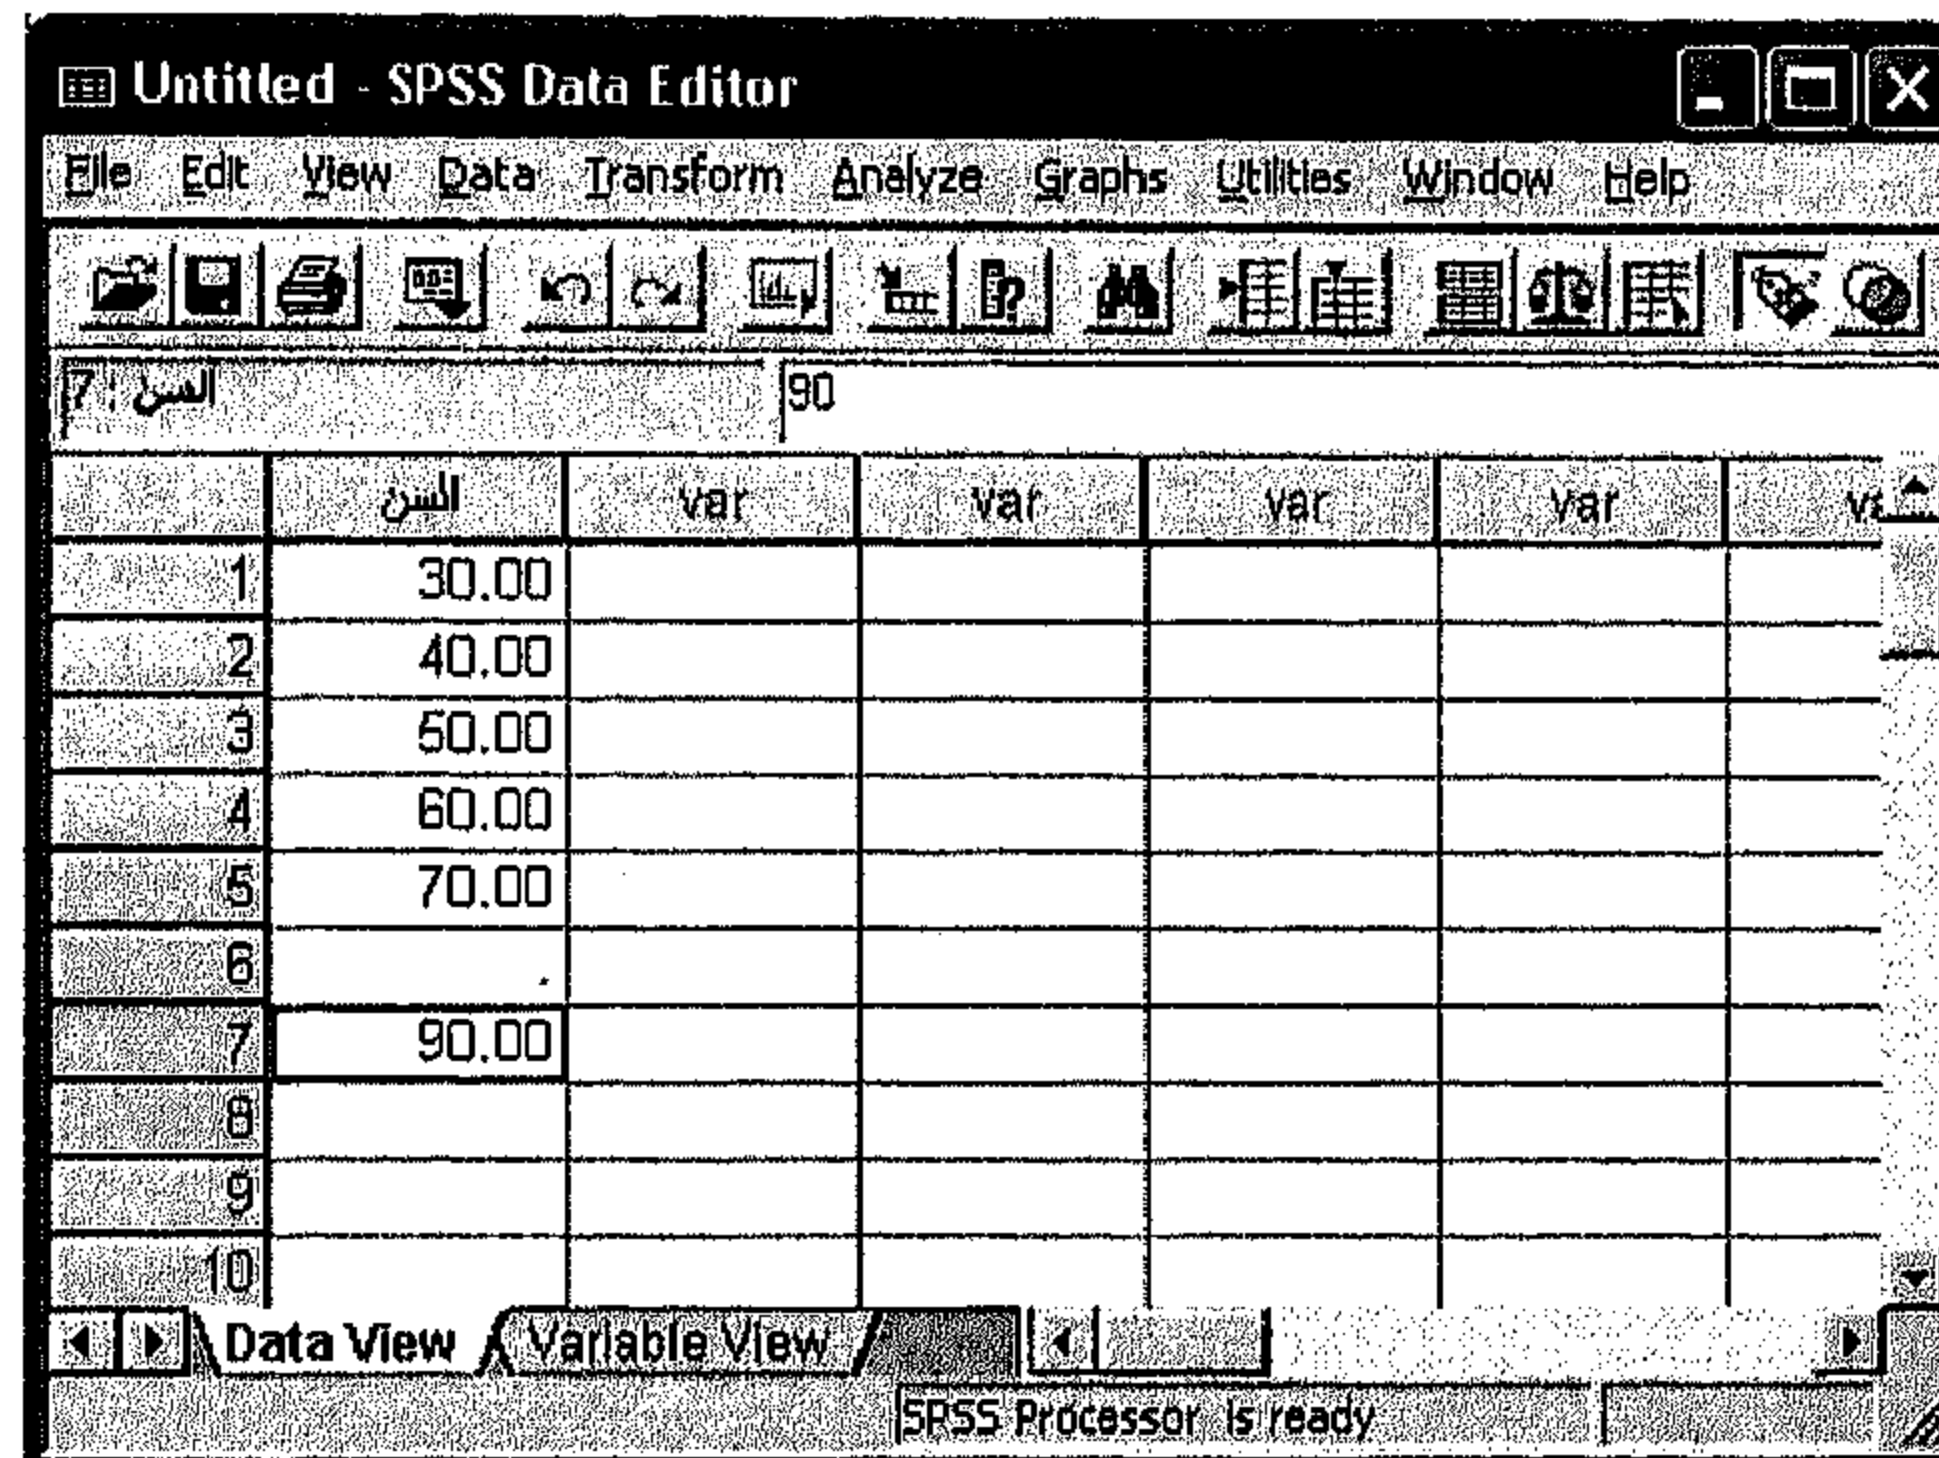 Untitled - SPSS Data Editor
File Edit View Data Transform Analyze Graphs Utilities Window Help
7 : السن 90
السن var var var var va
1 30.00
2 40.00
3 50.00
4 60.00
5 70.00
6 .
7 90.00
8
9
10
Data View Variable View
SPSS Processor is ready